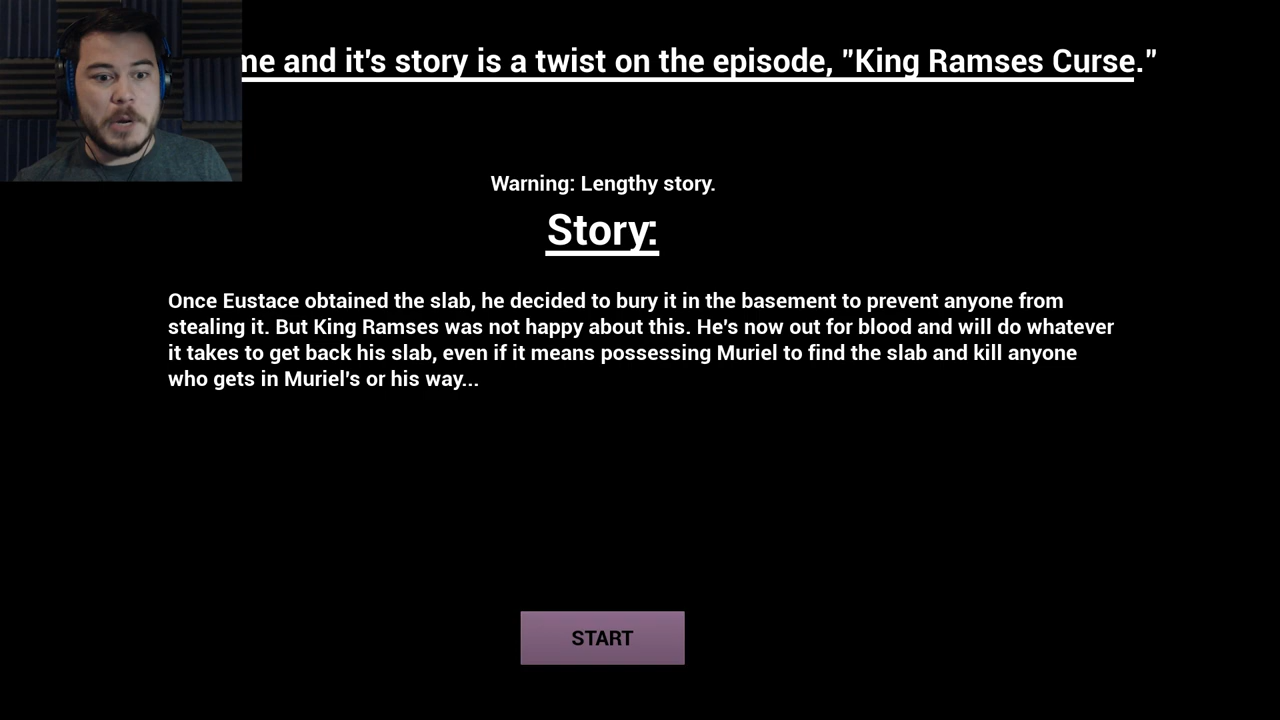 and it's story is a twist on the episode, "King Ramses Curse."
Warning: Lengthy story.
Story:
Once Eustace obtained the slab, he decided to bury it in the basement to prevent anyone from
stealing it. But King Ramses was not happy about this. He's now out for blood and will do whatever
it takes to get back his slab, even if it means possessing Muriel to find the slab and kill anyone
who gets in Muriel's or his way...
START